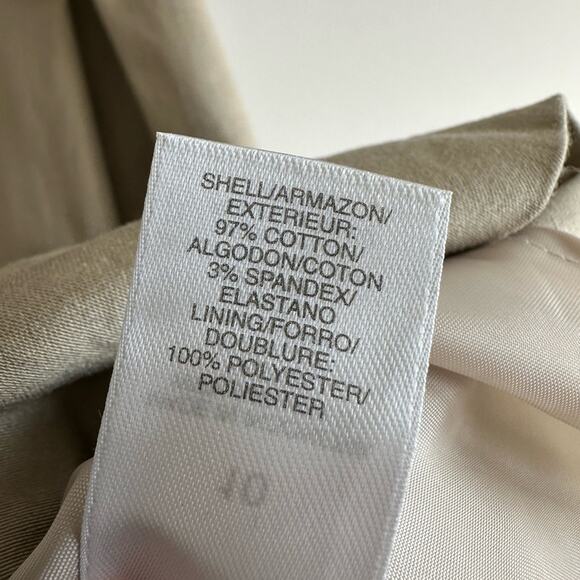 SHELL/ARMAZON/
EXTERIEUR:
97% COTTON/
ALGODON/COTON
3% SPANDEX/
ELASTANO
LINING/FORRO/
DOUBLURE:
100% POLYESTER/
POLIESTER